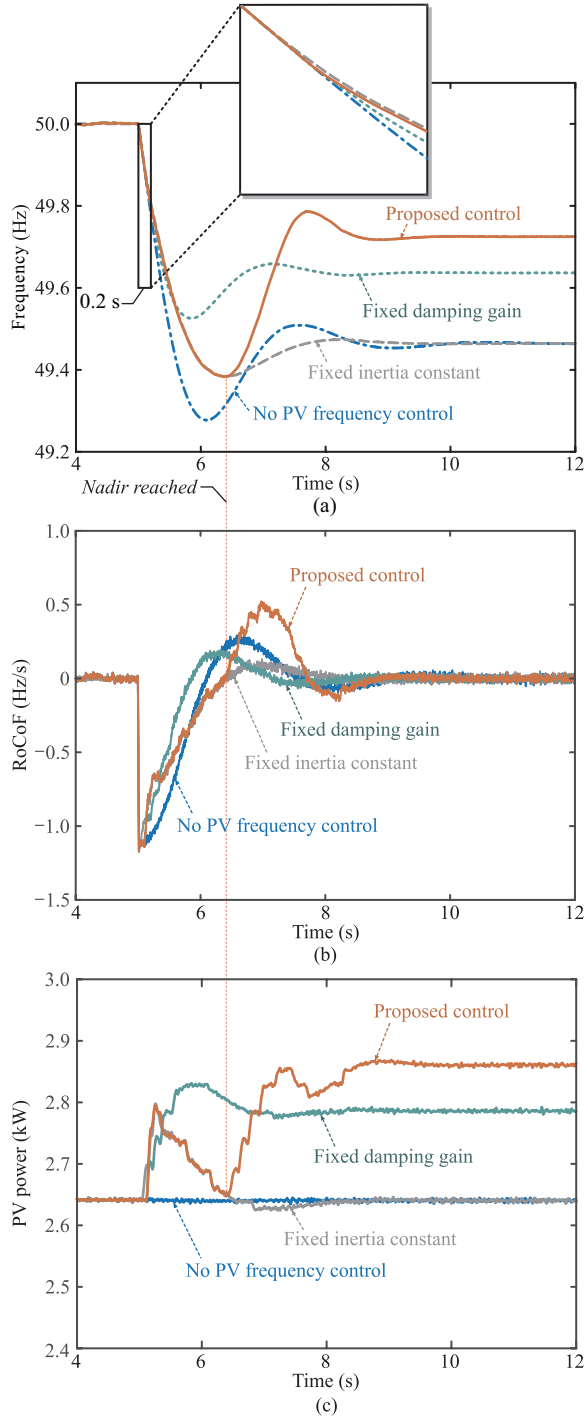 50.0
49.8
49.6
49.4
49.2
Frequency (Hz)
0.2 s
Proposed control
Fixed damping gain
Fixed inertia constant
No PV frequency control
4
6
8
10
12
Time (s)
Nadir reached
(a)
1.0
0.5
0
−0.5
−1.0
−1.5
RoCoF (Hz/s)
Proposed control
Fixed damping gain
Fixed inertia constant
No PV frequency control
4
6
8
10
12
Time (s)
(b)
3.0
2.9
2.8
2.7
2.6
2.5
2.4
PV power (kW)
Proposed control
Fixed damping gain
Fixed inertia constant
No PV frequency control
4
6
8
10
12
Time (s)
(c)